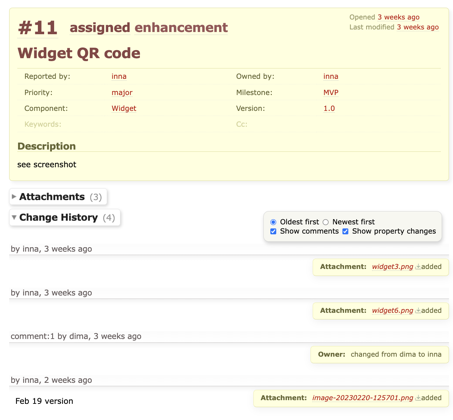 #11 assigned enhancement
Opened 3 weeks ago
Last modified 3 weeks ago
Widget QR code
Reported by: inna Owned by: inna
Priority: major Milestone: MVP
Component: Widget Version: 1.0
Keywords: Cc:
Description
see screenshot
▶ Attachments (3)
▼ Change History (4)
Oldest first Newest first
Show comments Show property changes
by inna, 3 weeks ago
Attachment: widget3.png added
by inna, 3 weeks ago
Attachment: widget6.png added
comment:1 by dima, 3 weeks ago
Owner: changed from dima to inna
by inna, 2 weeks ago
Attachment: image-20230220-125701.png added
Feb 19 version